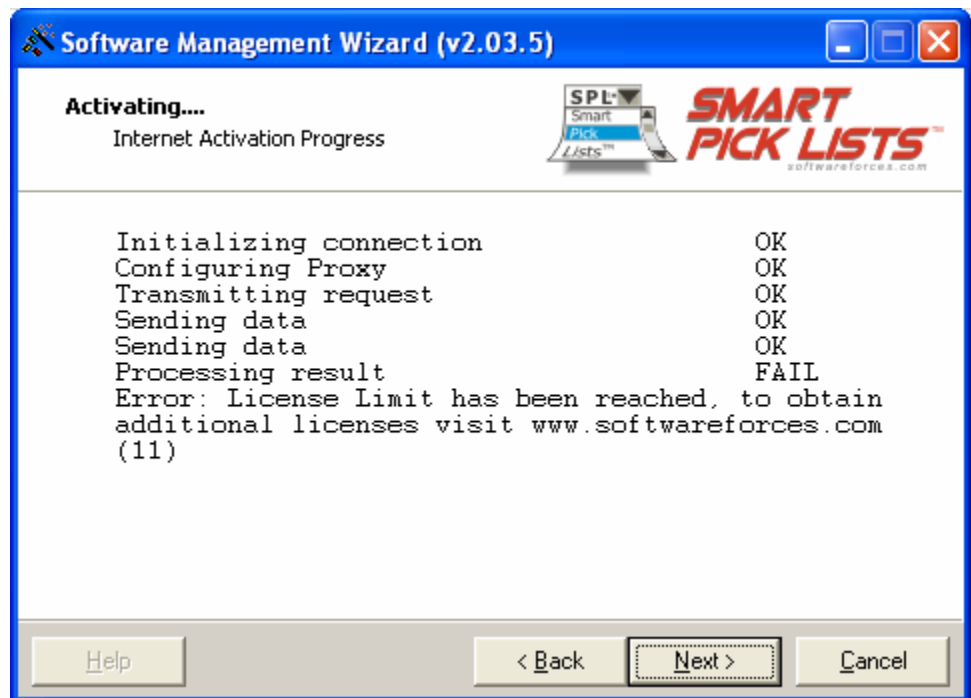 Software Management Wizard (v2.03.5)
Activating....
Internet Activation Progress
SPL
Smart
Pick
Lists™
SMART
PICK LISTS™
softwareforces.com
Initializing connection OK
Configuring Proxy OK
Transmitting request OK
Sending data OK
Sending data OK
Processing result FAIL
Error: License Limit has been reached, to obtain
additional licenses visit www.softwareforces.com
(11)
Help
< Back
Next >
Cancel